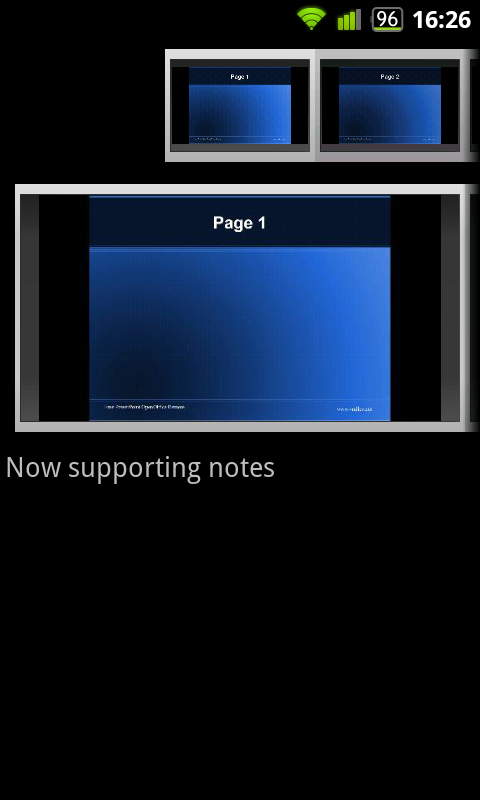 96 16:26
Page 1
Page 2
Page 1
Now supporting notes